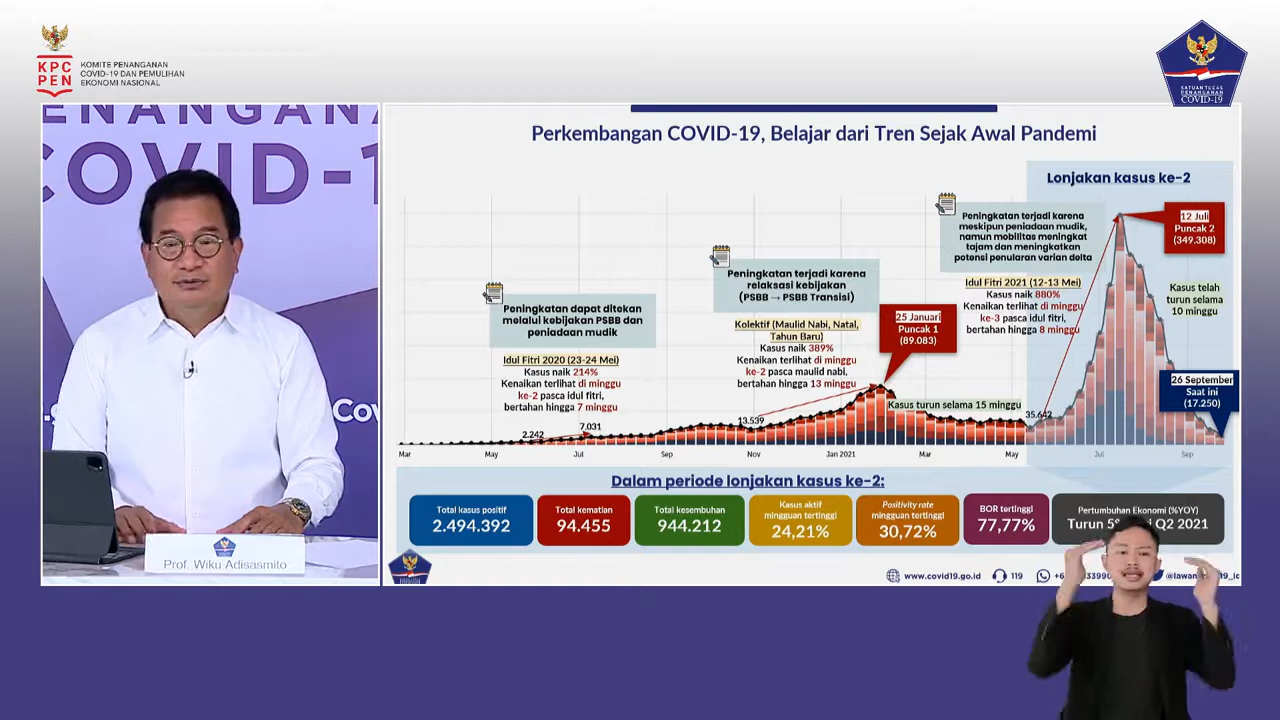 KPC
PEN
KOMITE PENANGANAN
COVID-19 DAN PEMULIHAN
EKONOMI NASIONAL
SATUAN TUGAS
PENANGANAN
COVID-19
ENANGANA
COVID-19
Prof. Wiku Adisasmito
Perkembangan COVID-19, Belajar dari Tren Sejak Awal Pandemi
Lonjakan kasus ke-2
Peningkatan dapat ditekan
melalui kebijakan PSBB dan
peniadaan mudik
Idul Fitri 2020 (23-24 Mei)
Kasus naik 214%
Kenaikan terlihat di minggu
ke-2 pasca idul fitri,
bertahan hingga 7 minggu
2.242
7.031
Peningkatan terjadi karena
relaksasi kebijakan
(PSBB → PSBB Transisi)
Kolektif (Maulid Nabi, Natal,
Tahun Baru)
Kasus naik 389%
Kenaikan terlihat di minggu
ke-2 pasca maulid nabi,
bertahan hingga 13 minggu
13.539
25 Januari
Puncak 1
(89.083)
Kasus turun selama 15 minggu
Peningkatan terjadi karena
meskipun peniadaan mudik,
namun mobilitas meningkat
tajam dan meningkatkan
potensi penularan varian delta
Idul Fitri 2021 (12-13 Mei)
Kasus naik 880%
Kenaikan terlihat di minggu
ke-3 pasca idul fitri,
bertahan hingga 8 minggu
35.642
12 Juli
Puncak 2
(349.308)
Kasus telah
turun selama
10 minggu
26 September
Saat ini
(17.250)
Mar May Jul Sep Nov Jan 2021 Mar May Jul Sep
Dalam periode lonjakan kasus ke-2:
Total kasus positif
2.494.392
Total kematian
94.455
Total kesembuhan
944.212
Kasus aktif
mingguan tertinggi
24,21%
Positivity rate
mingguan tertinggi
30,72%
BOR tertinggi
77,77%
Pertumbuhan Ekonomi (%YOY)
Turun 5% Q2 2021
www.covid19.go.id 119